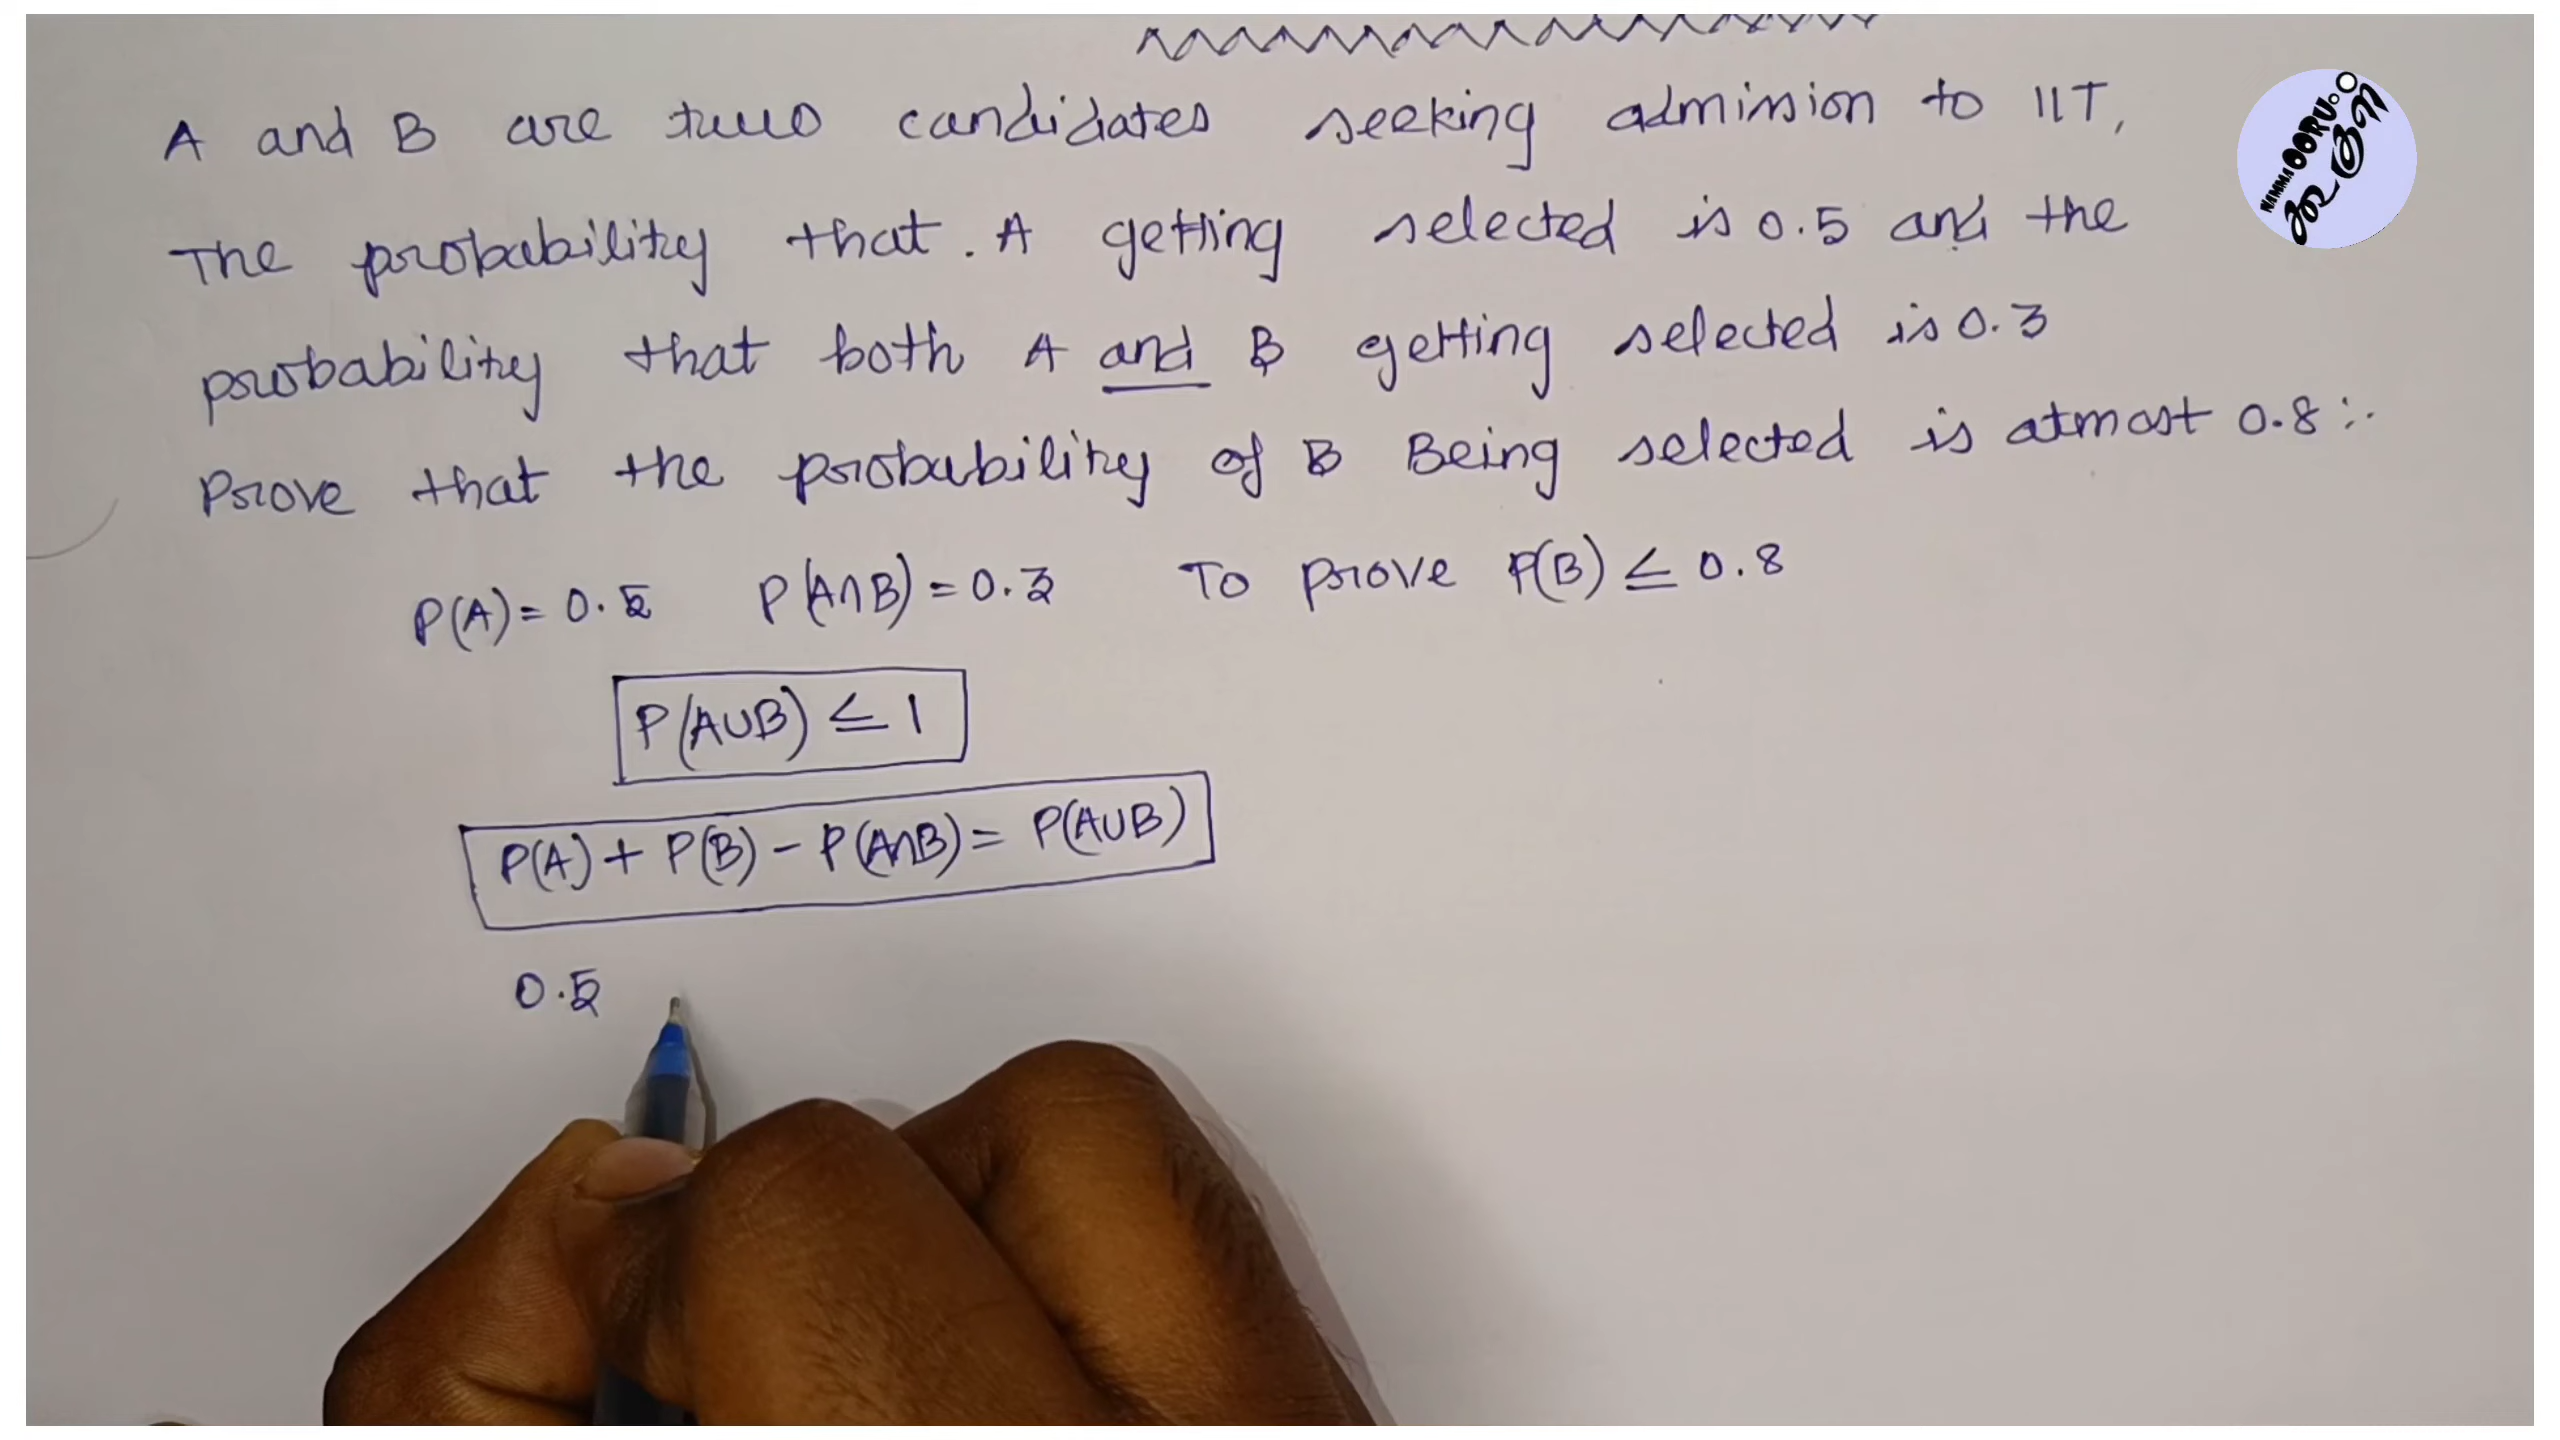 A and B are two candidates seeking admission to IIT,
The probability that. A getting selected is 0.5 and the
probability that both A and B getting selected is 0.3
Prove that the probability of B Being selected is atmost 0.8 :.
P(A) = 0.5 P(A∩B) = 0.3 To prove P(B) ≤ 0.8
P(A∪B) ≤ 1
P(A) + P(B) - P(A∩B) = P(A∪B)
0.5
NAMMA OORU